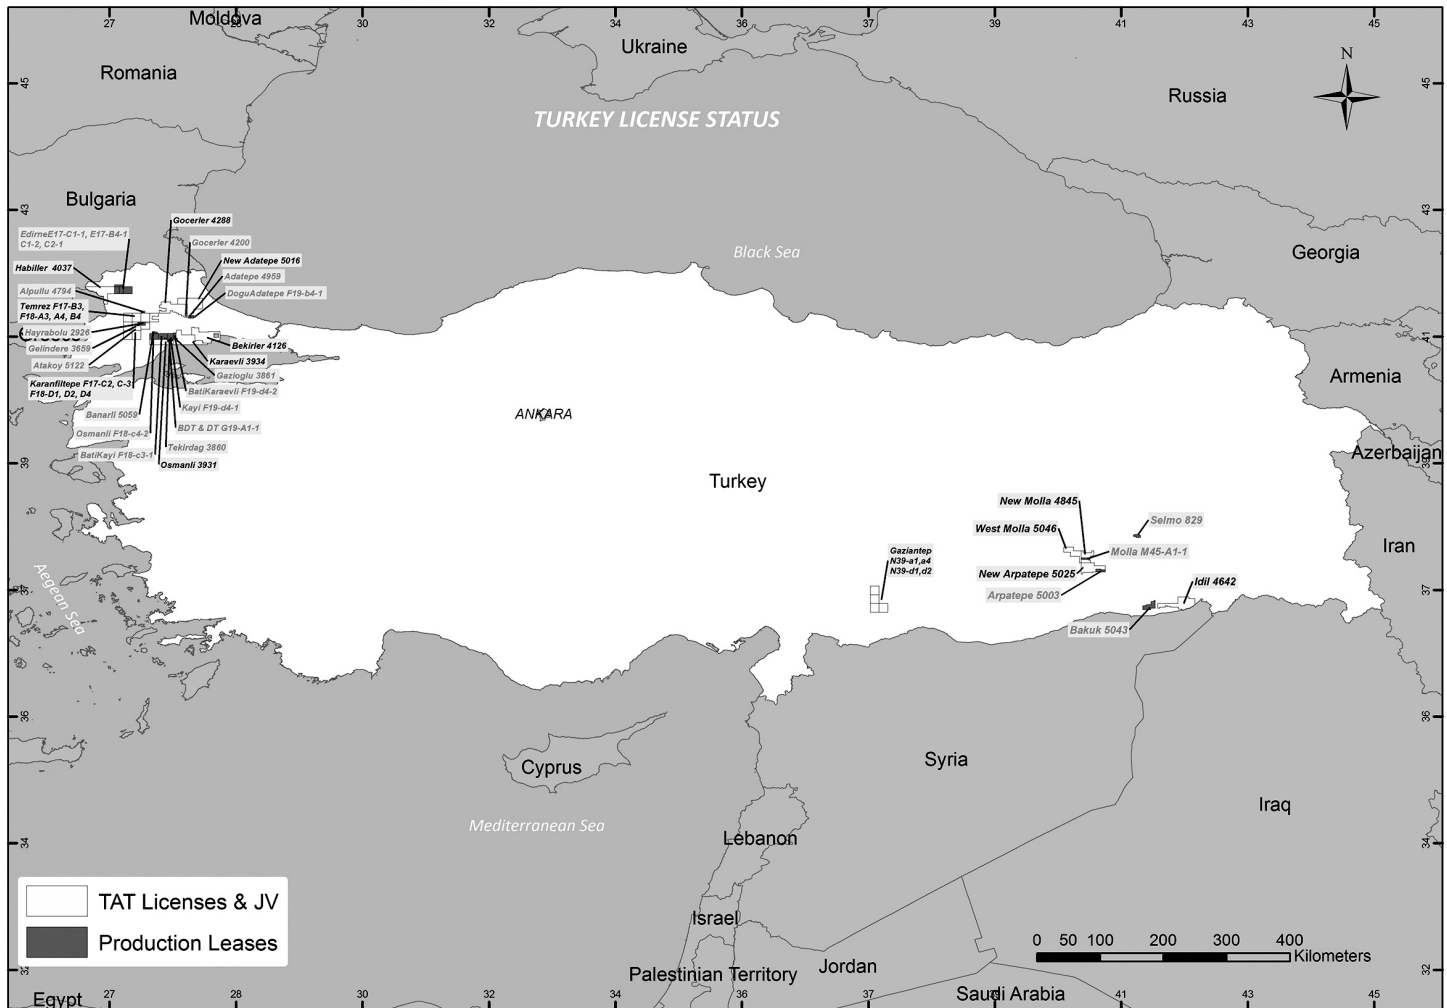 27 28 30 31 33 34 36 37 39 41 43 45
Moldova
Ukraine
Romania
N
45 45
Russia
TURKEY LICENSE STATUS
Bulgaria
43 43
Gocerler 4288
EdirneE17-C1-1, E17-B4-1
C1-2, C2-1
Gocerler 4200
Black Sea
Georgia
New Adatepe 5016
Habiller 4037
Adatepe 4959
Alpullu 4794
DoguAdatepe F19-b4-1
Temrez F17-B3,
F18-A3, A4, B4
Hayrabolu 2926
41 41
Gelindere 3659
Bekirler 4126
Atakoy 5122
Karaevli 3934
Gazioglu 3861
Armenia
Karanfiltepe F17-C2, C-3
F18-D1, D2, D4
BatiKaraevli F19-d4-2
Kayi F19-d4-1
Banarli 5059
ANKARA
BDT & DT G19-A1-1
Osmanli F18-c4-2
Tekirdag 3860
BatiKayi F18-c3-1
Osmanli 3931
Azerbaijan
39 39
Turkey
New Molla 4845
Selmo 829
West Molla 5046
Iran
Gaziantep
N39-a1,a4
N39-d1,d2
Molla M45-A1-1
New Arpatepe 5025
Idil 4642
37 37
Arpatepe 5003
Aegean Sea
Bakuk 5043
36 36
Cyprus
Syria
Iraq
Mediterranean Sea
Lebanon
34 34
TAT Licenses & JV
Israel
Production Leases
0 50 100 200 300 400
Kilometers
Jordan
Palestinian Territory
32 32
Saudi Arabia
Egypt
27 28 30 31 33 34 36 37 39 41 43 45